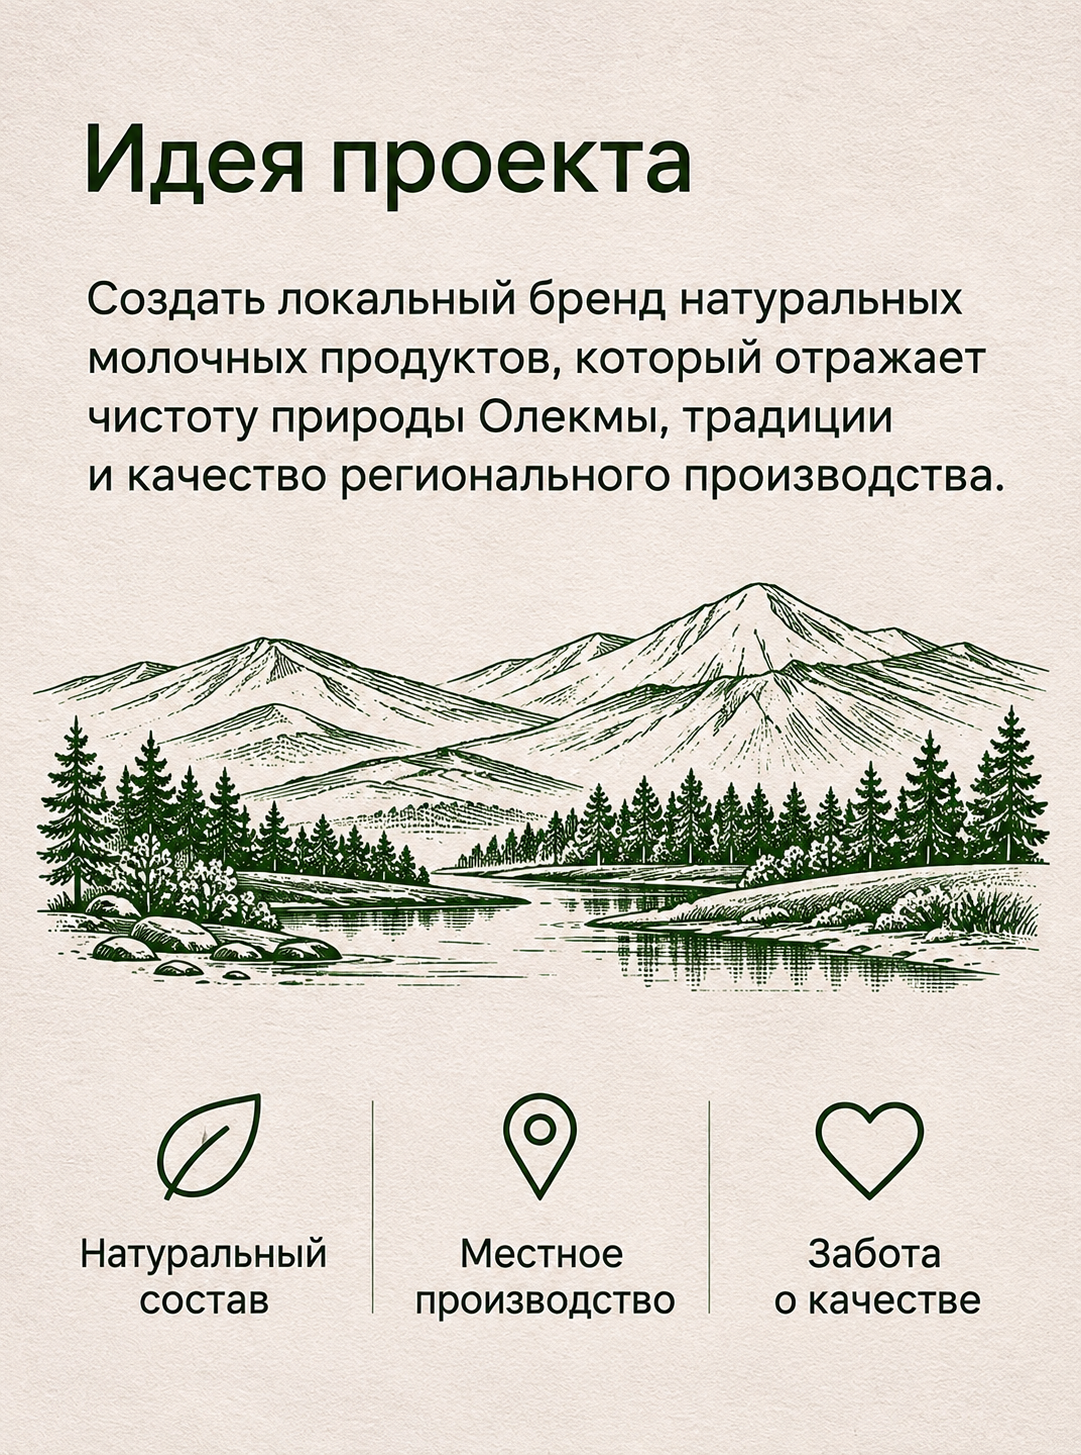 Идея проекта
Создать локальный бренд натуральных
молочных продуктов, который отражает
чистоту природы Олекмы, традиции
и качество регионального производства.
Натуральный
состав
Местное
производство
Забота
о качестве